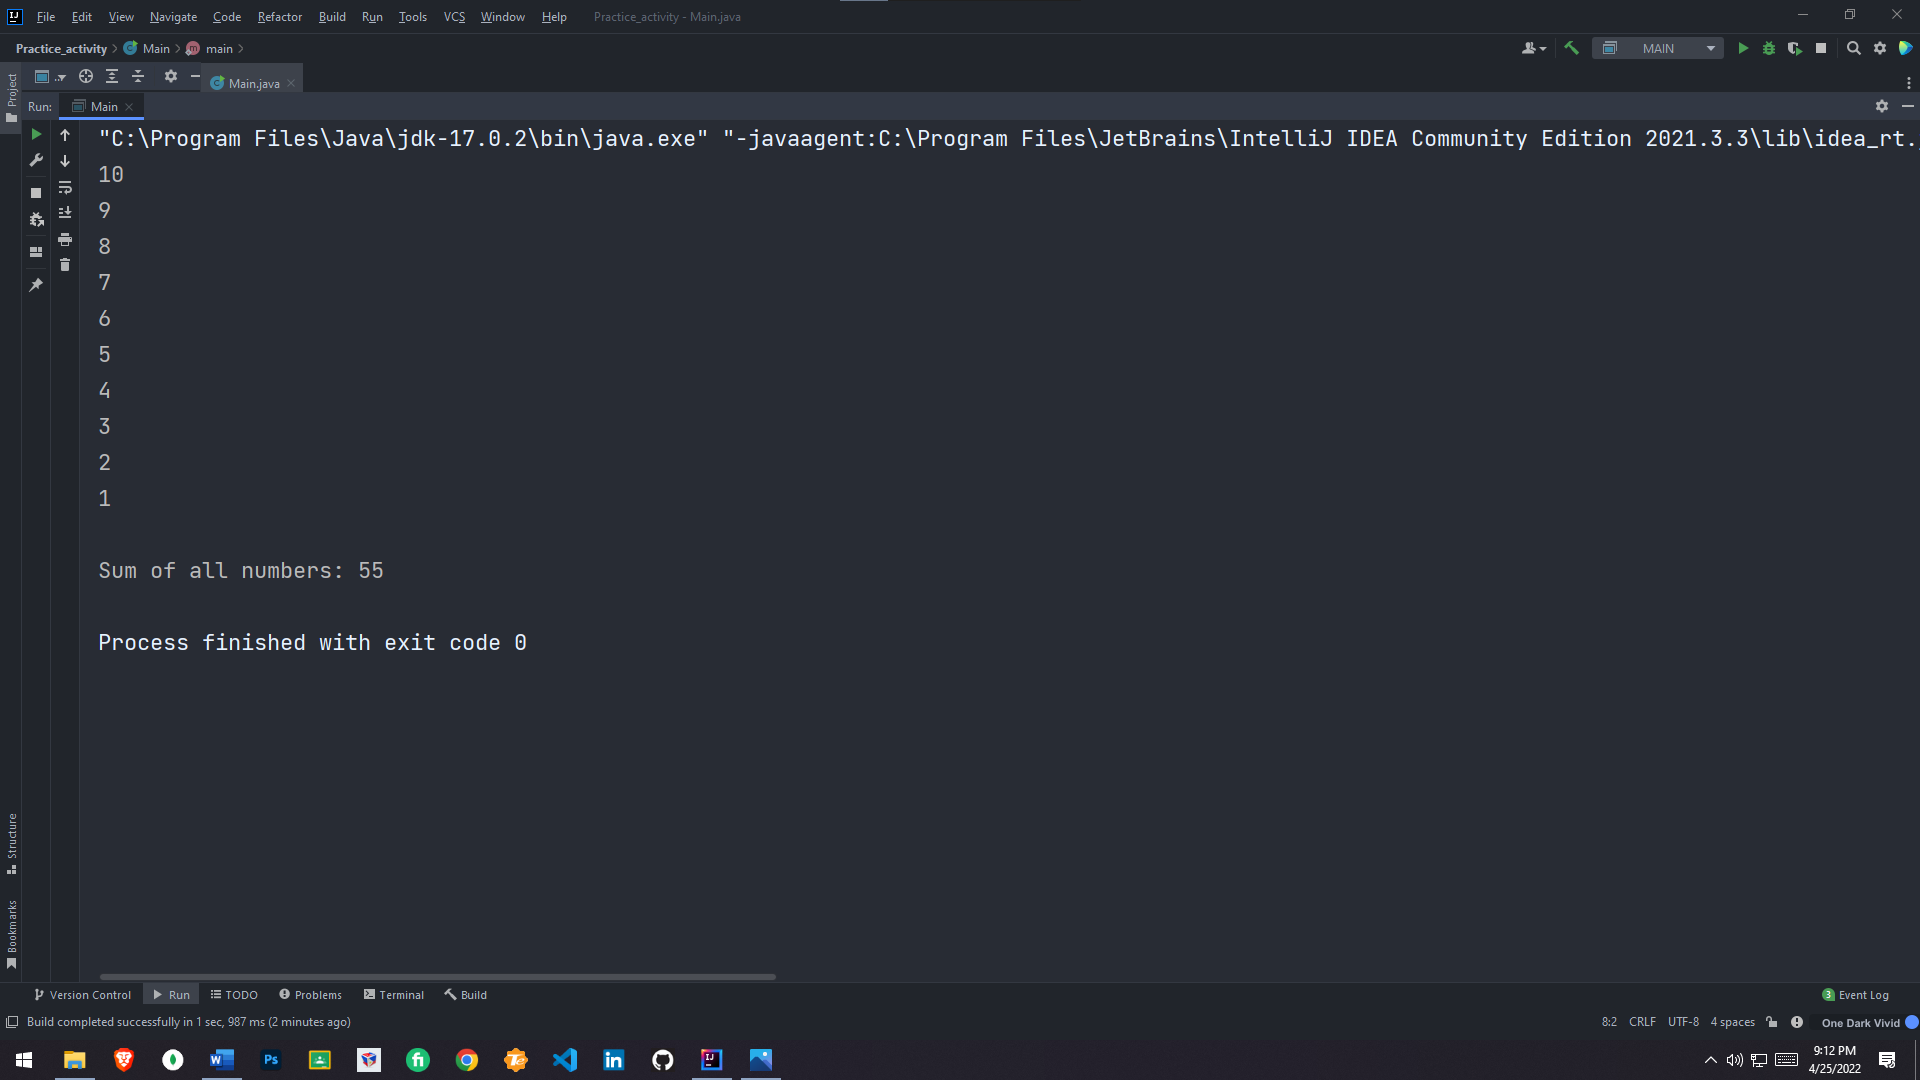 File Edit View Navigate Code Refactor Build Run Tools VCS Window Help Practice_activity - Main.java
Practice_activity Main main MAIN
Project
Main.java
Run: Main
"C:\Program Files\Java\jdk-17.0.2\bin\java.exe" "-javaagent:C:\Program Files\JetBrains\IntelliJ IDEA Community Edition 2021.3.3\lib\idea_rt.
10
9
8
7
6
5
4
3
2
1
Sum of all numbers: 55
Process finished with exit code 0
Structure
Bookmarks
Version Control Run TODO Problems Terminal Build 3 Event Log
Build completed successfully in 1 sec, 987 ms (2 minutes ago) 8:2 CRLF UTF-8 4 spaces One Dark Vivid
9:12 PM
4/25/2022